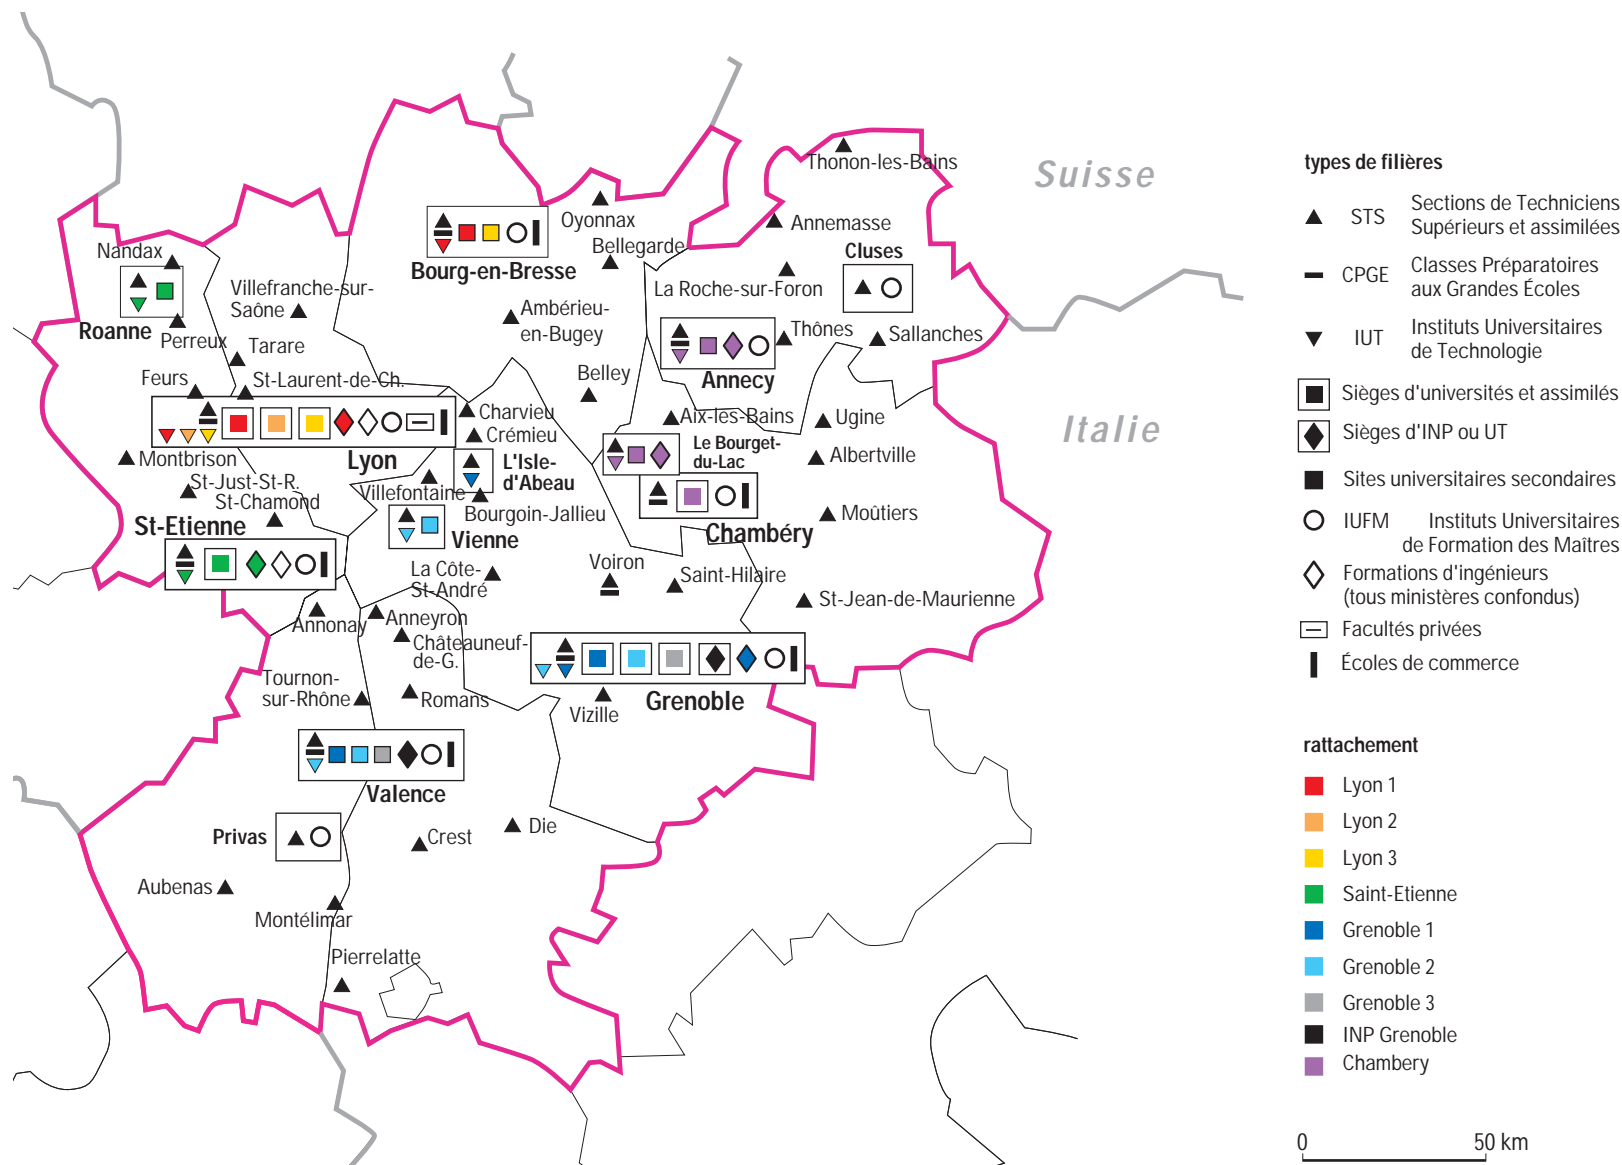 Suisse
Italie
Thonon-les-Bains
Oyonnax
Annemasse
Bellegarde
Cluses
Nandax
Bourg-en-Bresse
La Roche-sur-Foron
Villefranche-sur-
Saône
Ambérieu-
en-Bugey
Roanne
Perreux
Tarare
Thônes
Sallanches
Annecy
Feurs
St-Laurent-de-Ch.
Belley
Charvieu
Aix-les-Bains
Ugine
Crémieu
Le Bourget-
du-Lac
Lyon
Montbrison
L'Isle-
d'Abeau
Albertville
St-Just-St-R.
St-Chamond
Villefontaine
Bourgoin-Jallieu
Moûtiers
St-Etienne
Vienne
Chambéry
Voiron
La Côte-
St-André
Saint-Hilaire
St-Jean-de-Maurienne
Annonay
Anneyron
Châteauneuf-
de-G.
Tournon-
sur-Rhône
Romans
Grenoble
Vizille
Valence
Privas
Crest
Die
Aubenas
Montélimar
Pierrelatte
types de filières
STS Sections de Techniciens
Supérieurs et assimilées
CPGE Classes Préparatoires
aux Grandes Écoles
IUT Instituts Universitaires
de Technologie
Sièges d'universités et assimilés
Sièges d'INP ou UT
Sites universitaires secondaires
IUFM Instituts Universitaires
de Formation des Maîtres
Formations d'ingénieurs
(tous ministères confondus)
Facultés privées
Écoles de commerce
rattachement
Lyon 1
Lyon 2
Lyon 3
Saint-Etienne
Grenoble 1
Grenoble 2
Grenoble 3
INP Grenoble
Chambery
0 50 km